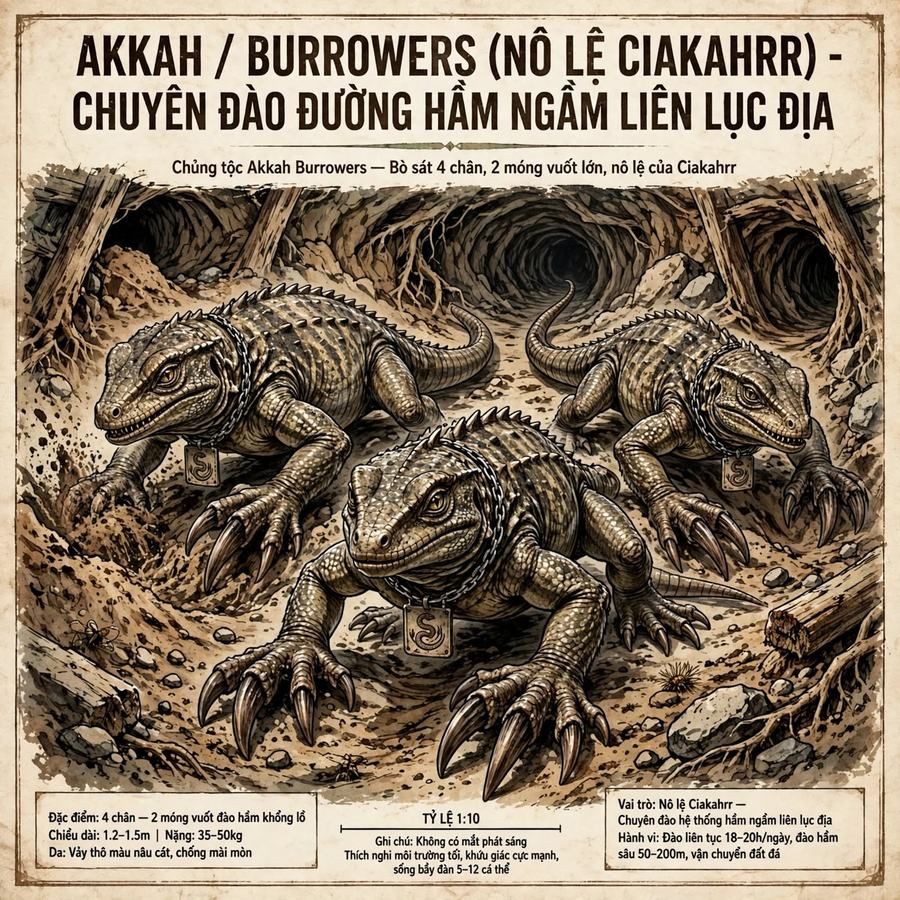 AKKAH / BURROWERS (NÔ LỆ CIAKAHRR) -
CHUYÊN ĐÀO ĐƯỜNG HẦM NGẦM LIÊN LỤC ĐỊA
Chủng tộc Akkah Burrowers — Bò sát 4 chân, 2 móng vuốt lớn, nô lệ của Ciakahrr
S
S
S
Đặc điểm: 4 chân — 2 móng vuốt đào hầm khổng lồ
Chiều dài: 1.2–1.5m | Nặng: 35–50kg
Da: Vảy thô màu nâu cát, chống mài mòn
TỶ LỆ 1:10
Ghi chú: Không có mắt phát sáng
Thích nghi môi trường tối, khứu giác cực mạnh,
sống bầy đàn 5–12 cá thể
Vai trò: Nô lệ Ciakahrr —
Chuyên đào hệ thống hầm ngầm liên lục địa
Hành vi: Đào liên tục 18–20h/ngày, đào hầm
sâu 50–200m, vận chuyển đất đá